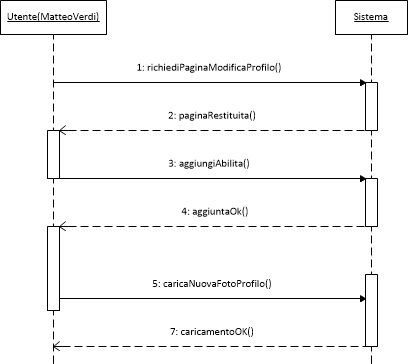 Utente(MatteoVerdi)
Sistema
1: richiediPaginaModificaProfilo()
2: paginaRestituita()
3: aggiungiAbilita()
4: aggiuntaOk()
5: caricaNuovaFotoProfilo()
7: caricamentoOK()